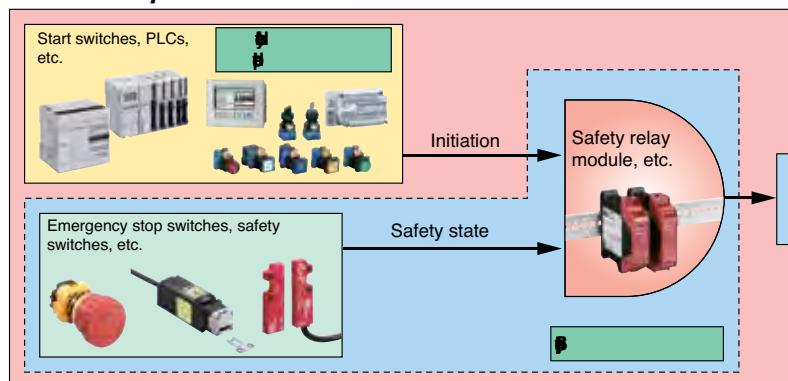 Start switches, PLCs,
etc.
Initiation
Safety relay
module, etc.
Emergency stop switches, safety
switches, etc.
Safety state